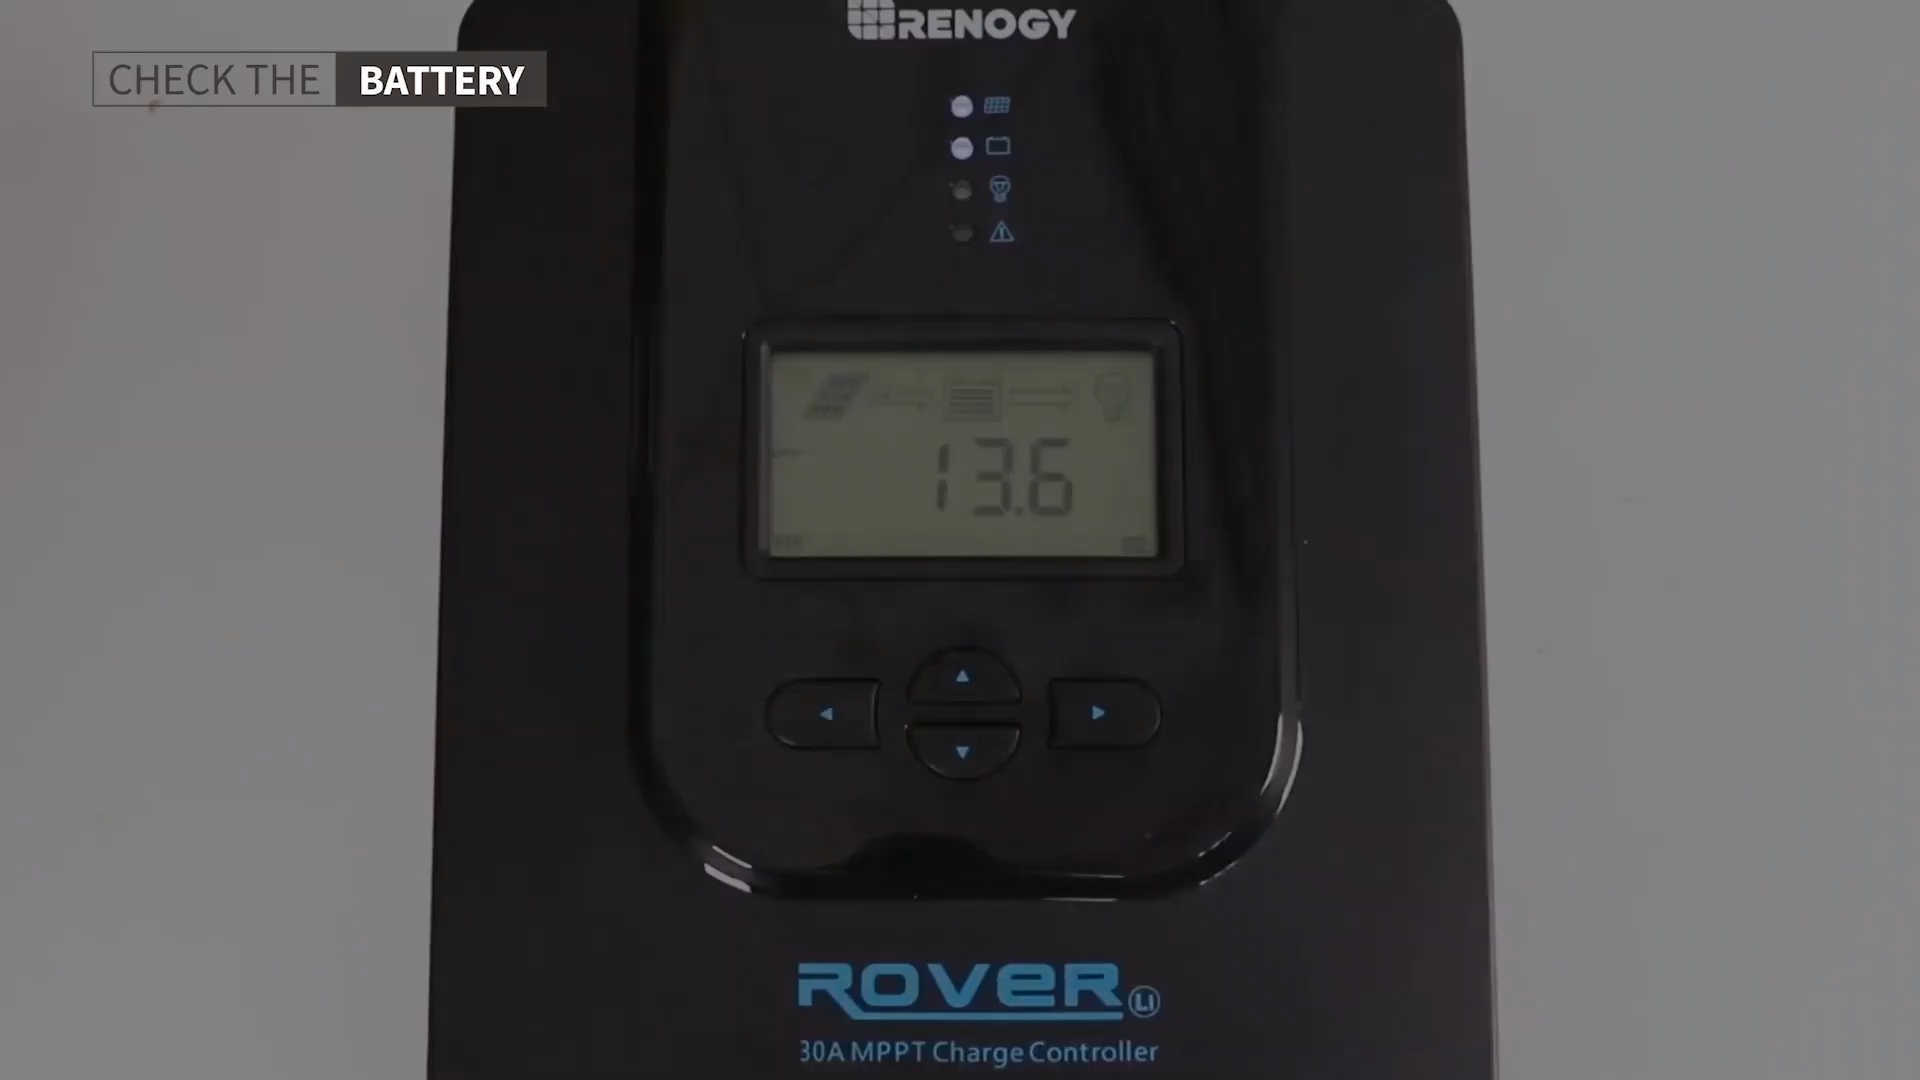 RENOGY
CHECK THE BATTERY
13.6
ROVER LI
30A MPPT Charge Controller